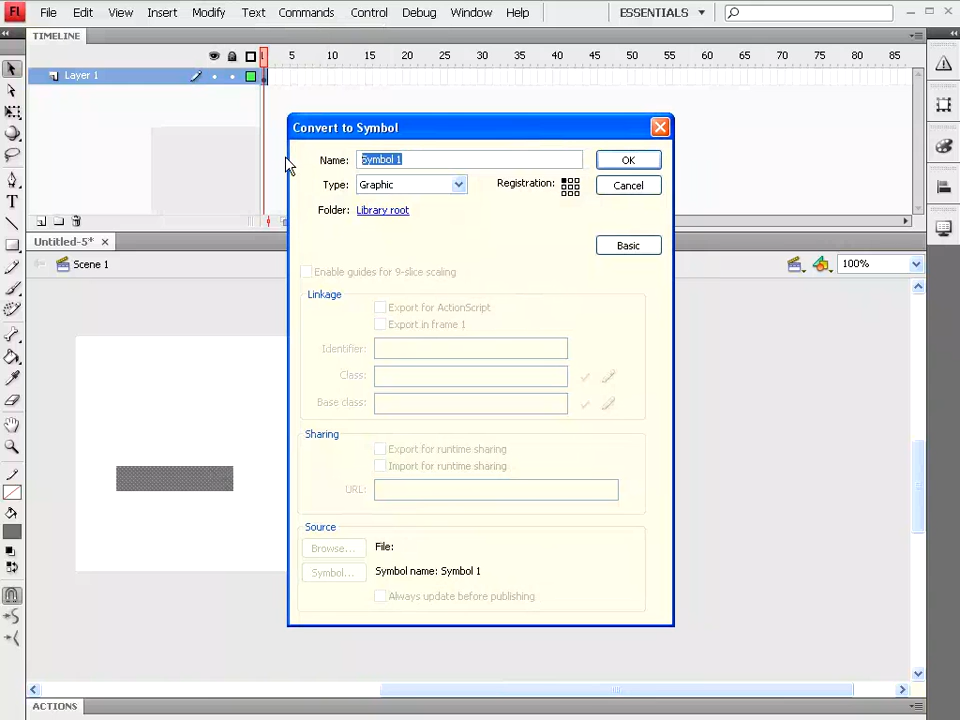 Fl File Edit View Insert Modify Text Commands Control Debug Window Help ESSENTIALS
TIMELINE
1 5 10 15 20 25 30 35 40 45 50 55 60 65 70 75 80 85
Layer 1
Convert to Symbol
Name: Symbol 1 OK
Type: Graphic Registration: Cancel
Folder: Library root
Untitled-5*
Basic
Scene 1 100%
Enable guides for 9-slice scaling
Linkage
Export for ActionScript
Export in frame 1
Identifier:
Class:
Base class:
Sharing
Export for runtime sharing
Import for runtime sharing
URL:
Source
Browse... File:
Symbol... Symbol name: Symbol 1
Always update before publishing
ACTIONS